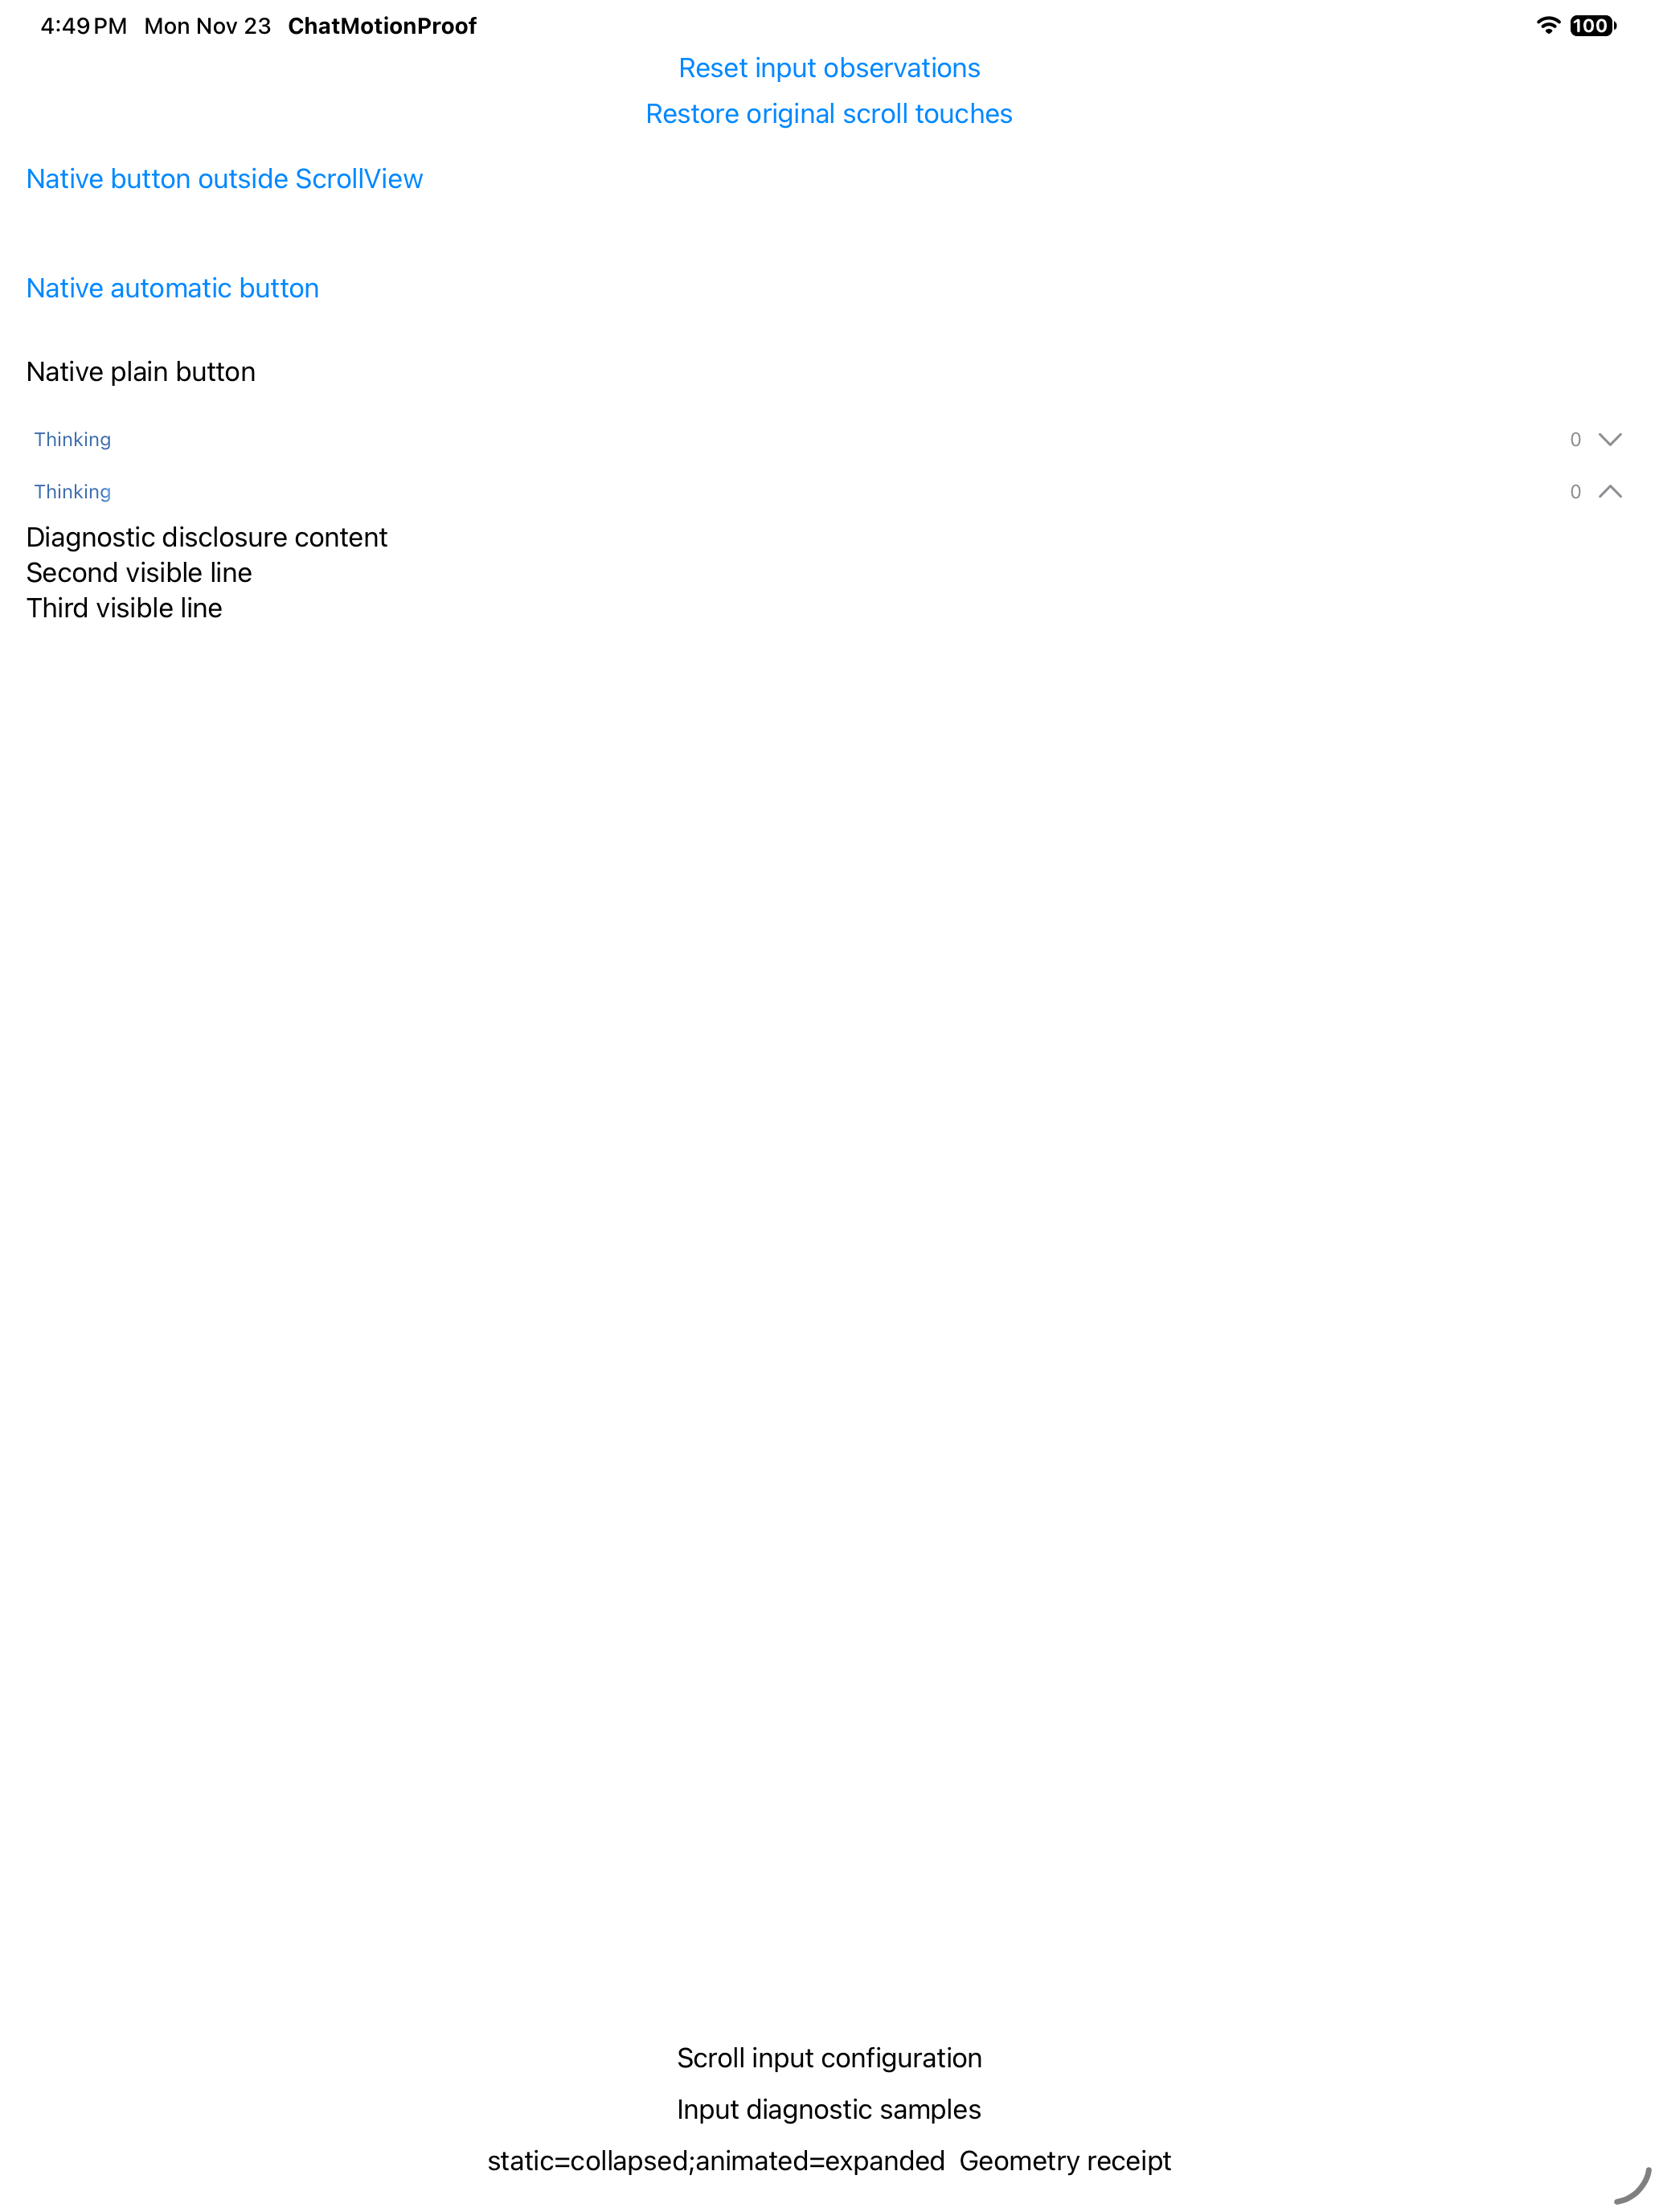 4:49 PM Mon Nov 23 ChatMotionProof 100
Reset input observations
Restore original scroll touches
Native button outside ScrollView
Native automatic button
Native plain button
Thinking 0
Thinking 0
Diagnostic disclosure content
Second visible line
Third visible line
Scroll input configuration
Input diagnostic samples
static=collapsed;animated=expanded Geometry receipt